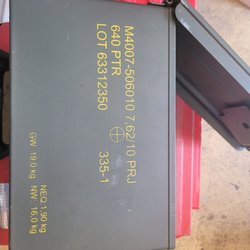 M4007-506010 7,62/10 PRJ
640 PTR
LOT 63312350
335-1
NEQ: 1.90 kg
GW: 19.0 kg NW: 16.0 kg